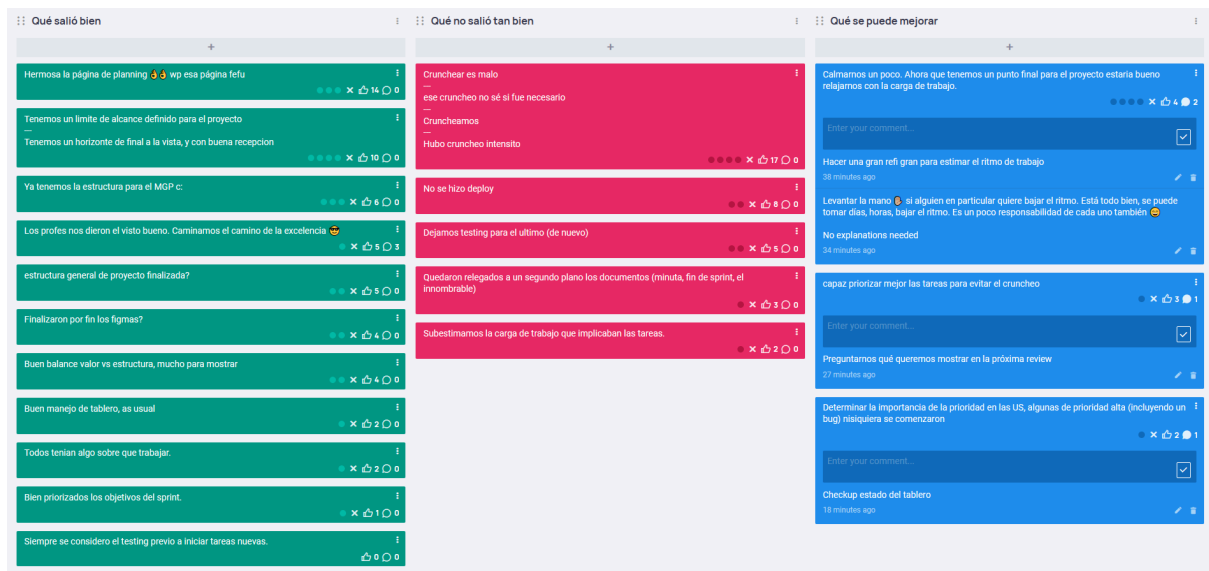 Qué salió bien
+
Hermosa la página de planning 👌👌 wp esa página fefu
14 0
Tenemos un limite de alcance definido para el proyecto
---
Tenemos un horizonte de final a la vista, y con buena recepcion
10 0
Ya tenemos la estructura para el MGP c:
6 0
Los profes nos dieron el visto bueno. Caminamos el camino de la excelencia 😎
5 3
estructura general de proyecto finalizada?
5 0
Finalizaron por fin los figmas?
4 0
Buen balance valor vs estructura, mucho para mostrar
4 0
Buen manejo de tablero, as usual
2 0
Todos tenian algo sobre que trabajar.
2 0
Bien priorizados los objetivos del sprint.
1 0
Siempre se considero el testing previo a iniciar tareas nuevas.
0 0
Qué no salió tan bien
+
Crunchear es malo
---
ese cruncheo no sé si fue necesario
---
Cruncheamos
---
Hubo cruncheo intensito
17 0
No se hizo deploy
8 0
Dejamos testing para el ultimo (de nuevo)
5 0
Quedaron relegados a un segundo plano los documentos (minuta, fin de sprint, el
innombrable)
3 0
Subestimamos la carga de trabajo que implicaban las tareas.
2 0
Qué se puede mejorar
+
Calmarnos un poco. Ahora que tenemos un punto final para el proyecto estaria bueno
relajarnos con la carga de trabajo.
4 2
Enter your comment...
Hacer una gran refi gran para estimar el ritmo de trabajo
38 minutes ago
Levantar la mano ✋🏽 si alguien en particular quiere bajar el ritmo. Está todo bien, se puede
tomar días, horas, bajar el ritmo. Es un poco responsabilidad de cada uno también 😄
No explanations needed
34 minutes ago
capaz priorizar mejor las tareas para evitar el cruncheo
3 1
Enter your comment...
Preguntarnos qué queremos mostrar en la próxima review
27 minutes ago
Determinar la importancia de la prioridad en las US, algunas de prioridad alta (incluyendo un
bug) nisiquiera se comenzaron
2 1
Enter your comment...
Checkup estado del tablero
18 minutes ago